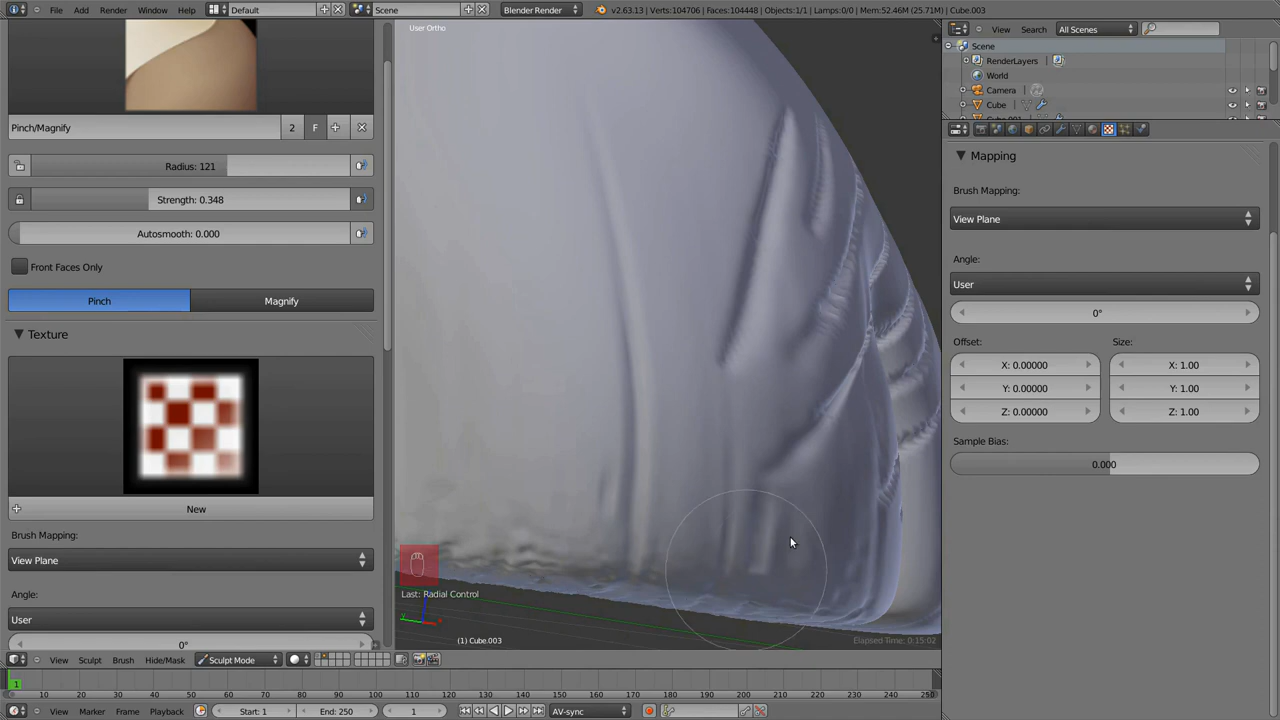 File Add Render Window Help Default Scene Blender Render v2.63.13 | Verts:104706 | Faces:104448 | Objects:1/1 | Lamps:0/0 | Mem:52.46M (25.71M) | Cube.003
User Ortho
View Search All Scenes
Scene
RenderLayers
World
Camera
Cube
Pinch/Magnify 2 F
Radius: 121
Strength: 0.348
Autosmooth: 0.000
Front Faces Only
Pinch Magnify
Texture
New
Brush Mapping:
View Plane
Angle:
User
0°
Mapping
Brush Mapping:
View Plane
Angle:
User
0°
Offset: Size:
X: 0.00000 X: 1.00
Y: 0.00000 Y: 1.00
Z: 0.00000 Z: 1.00
Sample Bias:
0.000
Last: Radial Control
(1) Cube.003
Elapsed Time: 0:15:02
View Sculpt Brush Hide/Mask Sculpt Mode
1
0 10 20 30 40 50 60 70 80 90 100 110 120 130 140 150 160 170 180 190 200 210 220 230 240 250
View Marker Frame Playback Start: 1 End: 250 1 AV-sync